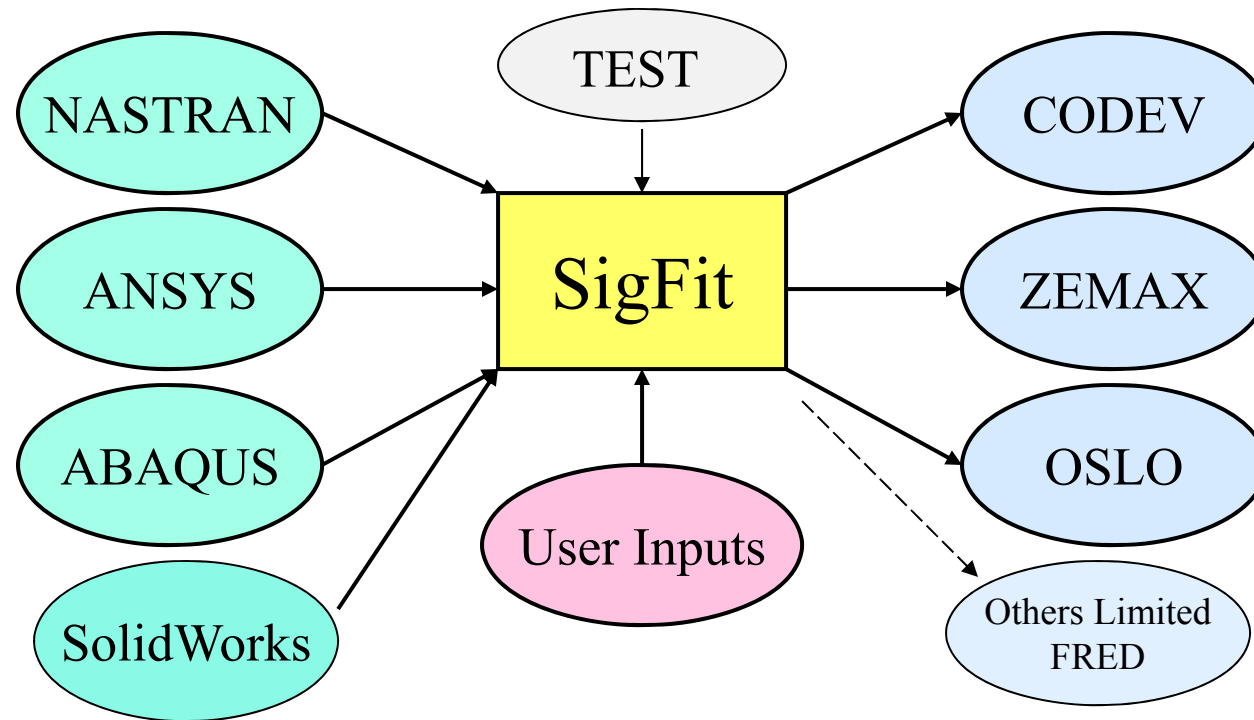 NASTRAN
ANSYS
ABAQUS
SolidWorks
TEST
SigFit
User Inputs
CODEV
ZEMAX
OSLO
Others Limited
FRED